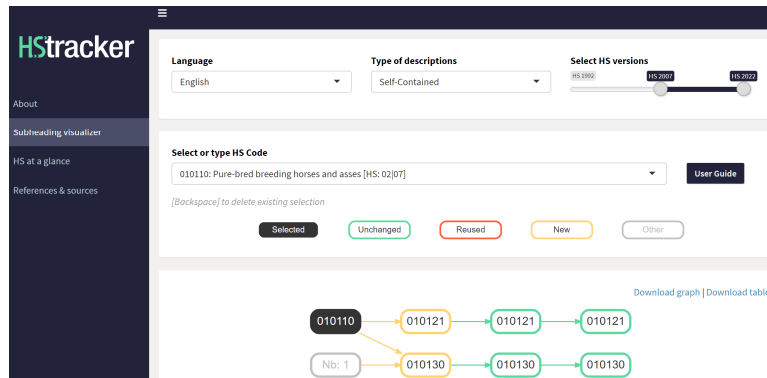 HStracker
Language
Type of descriptions
Select HS versions
English
Self-Contained
HS 1992
HS 2007
HS 2022
About
Subheading visualizer
HS at a glance
References & sources
Select or type HS Code
010110: Pure-bred breeding horses and asses [HS: 02|07]
User Guide
[Backspace] to delete existing selection
Selected
Unchanged
Reused
New
Other
Download graph | Download table
010110
010121
010121
010121
Nb: 1
010130
010130
010130